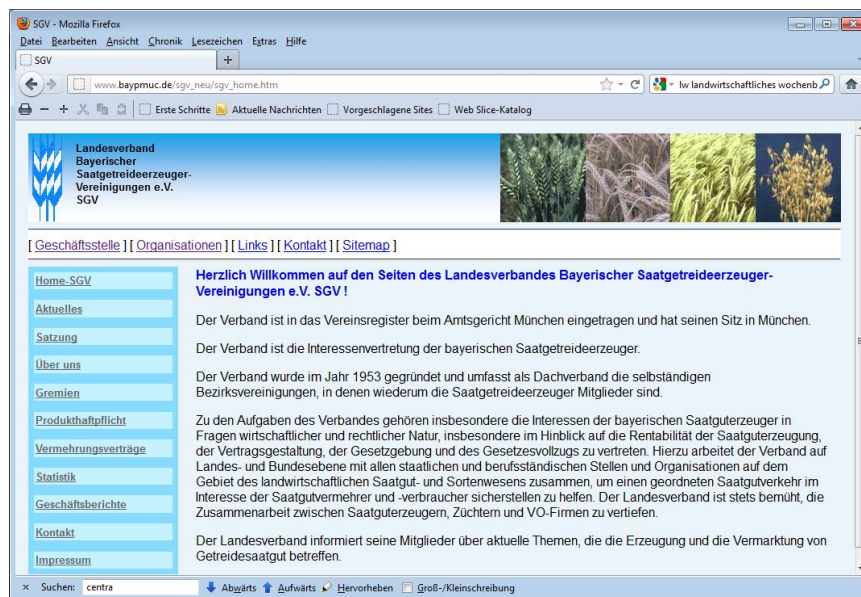 SGV - Mozilla Firefox
Datei Bearbeiten Ansicht Chronik Lesezeichen Extras Hilfe
SGV
www.baypmuc.de/sgv_neu/sgv_home.htm
lw landwirtschaftliches wochenb
Erste Schritte Aktuelle Nachrichten Vorgeschlagene Sites Web Slice-Katalog
Landesverband
Bayerischer
Saatgetreideerzeuger-
Vereinigungen e.V.
SGV
[ Geschäftsstelle ] [ Organisationen ] [ Links ] [ Kontakt ] [ Sitemap ]
Home-SGV
Aktuelles
Satzung
Über uns
Gremien
Produkthaftpflicht
Vermehrungsverträge
Statistik
Geschäftsberichte
Kontakt
Impressum
Herzlich Willkommen auf den Seiten des Landesverbandes Bayerischer Saatgetreideerzeuger-
Vereinigungen e.V. SGV !
Der Verband ist in das Vereinsregister beim Amtsgericht München eingetragen und hat seinen Sitz in München.
Der Verband ist die Interessenvertretung der bayerischen Saatgetreideerzeuger.
Der Verband wurde im Jahr 1953 gegründet und umfasst als Dachverband die selbständigen
Bezirksvereinigungen, in denen wiederum die Saatgetreideerzeuger Mitglieder sind.
Zu den Aufgaben des Verbandes gehören insbesondere die Interessen der bayerischen Saatguterzeuger in
Fragen wirtschaftlicher und rechtlicher Natur, insbesondere im Hinblick auf die Rentabilität der Saatguterzeugung,
der Vertragsgestaltung, der Gesetzgebung und des Gesetzesvollzugs zu vertreten. Hierzu arbeitet der Verband auf
Landes- und Bundesebene mit allen staatlichen und berufsständischen Stellen und Organisationen auf dem
Gebiet des landwirtschaftlichen Saatgut- und Sortenwesens zusammen, um einen geordneten Saatgutverkehr im
Interesse der Saatgutvermehrer und -verbraucher sicherstellen zu helfen. Der Landesverband ist stets bemüht, die
Zusammenarbeit zwischen Saatguterzeugern, Züchtern und VO-Firmen zu vertiefen.
Der Landesverband informiert seine Mitglieder über aktuelle Themen, die die Erzeugung und die Vermarktung von
Getreidesaatgut betreffen.
Suchen: centra Abwärts Aufwärts Hervorheben Groß-/Kleinschreibung